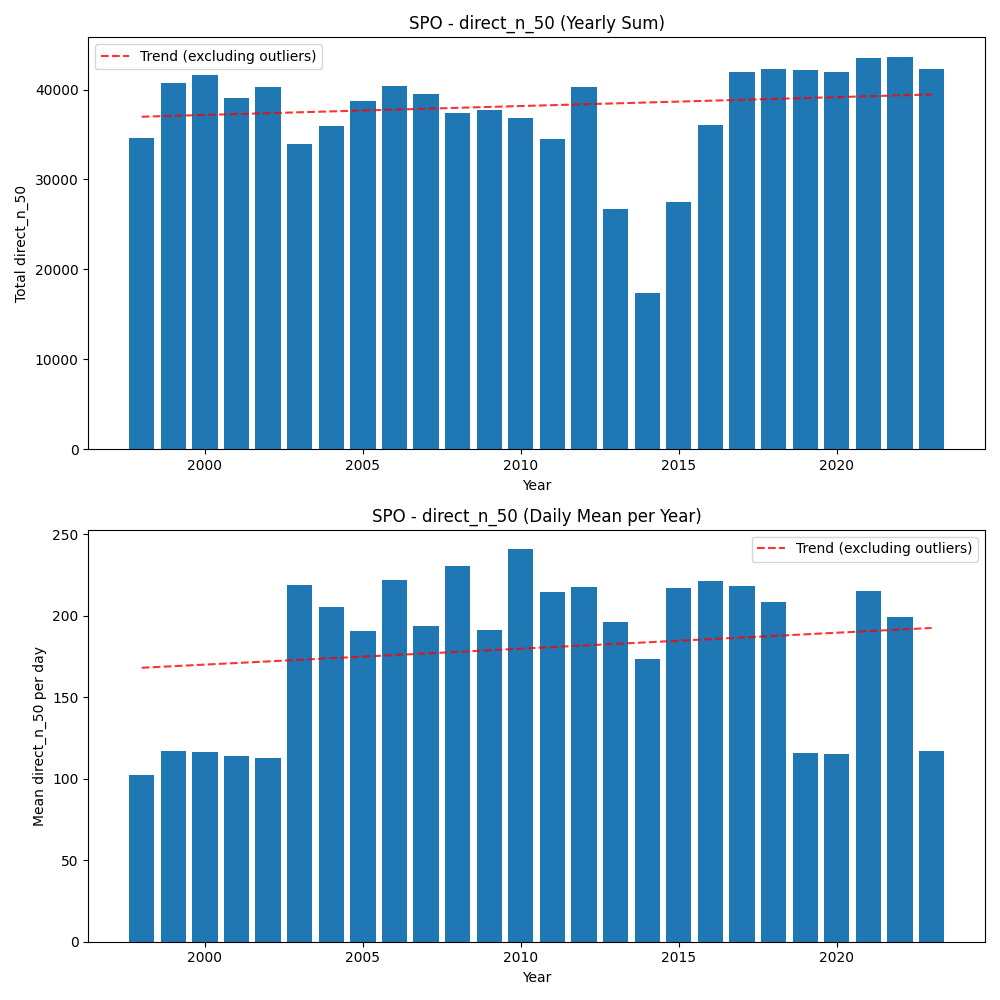 SPO - direct_n_50 (Yearly Sum)
Trend (excluding outliers)
Total direct_n_50
40000
30000
20000
10000
0
2000 2005 2010 2015 2020
Year
SPO - direct_n_50 (Daily Mean per Year)
Trend (excluding outliers)
Mean direct_n_50 per day
250
200
150
100
50
0
2000 2005 2010 2015 2020
Year